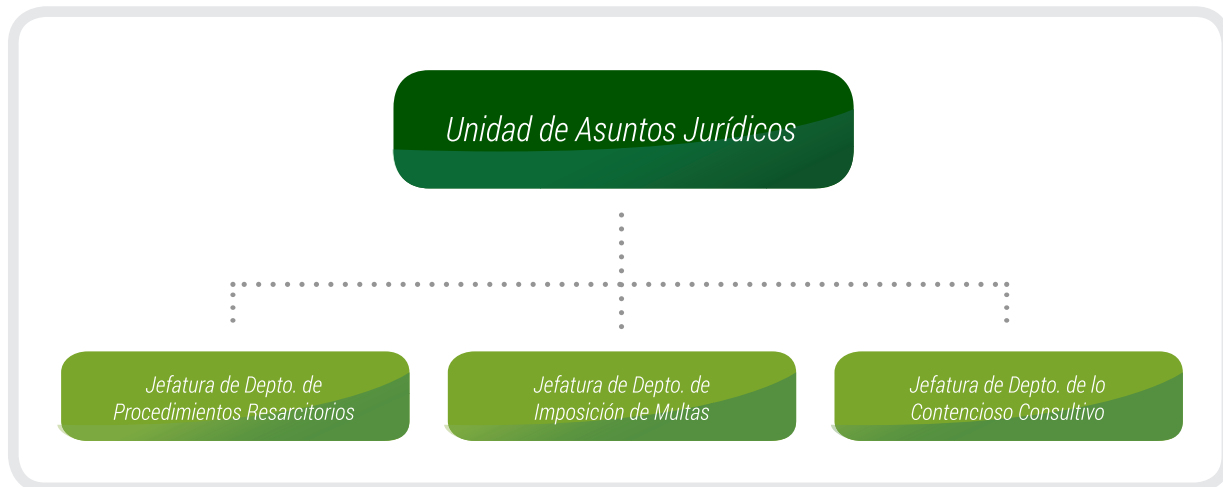 Unidad de Asuntos Jurídicos
Jefatura de Depto. de
Procedimientos Resarcitorios
Jefatura de Depto. de
Imposición de Multas
Jefatura de Depto. de lo
Contencioso Consultivo